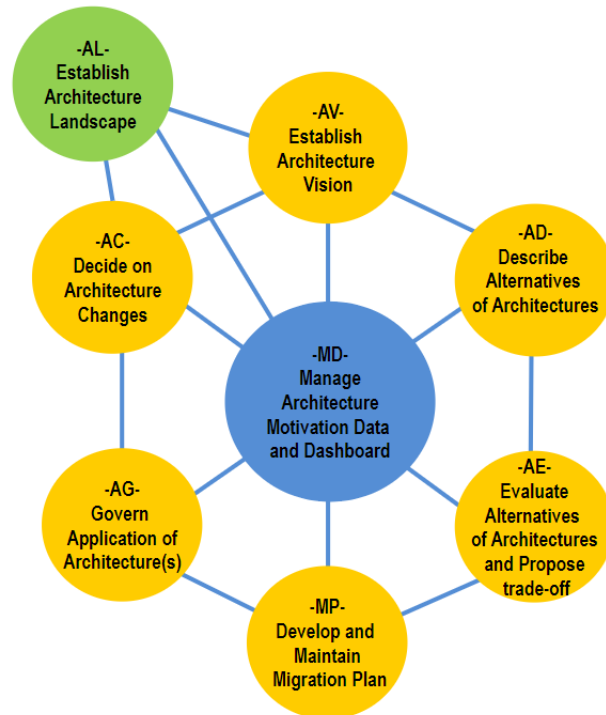 -AL-
Establish
Architecture
Landscape
-AV-
Establish
Architecture
Vision
-AC-
Decide on
Architecture
Changes
-AD-
Describe
Alternatives
of Architectures
-MD-
Manage
Architecture
Motivation Data
and Dashboard
-AG-
Govern
Application of
Architecture(s)
-AE-
Evaluate
Alternatives
of Architectures
and Propose
trade-off
-MP-
Develop and
Maintain
Migration Plan